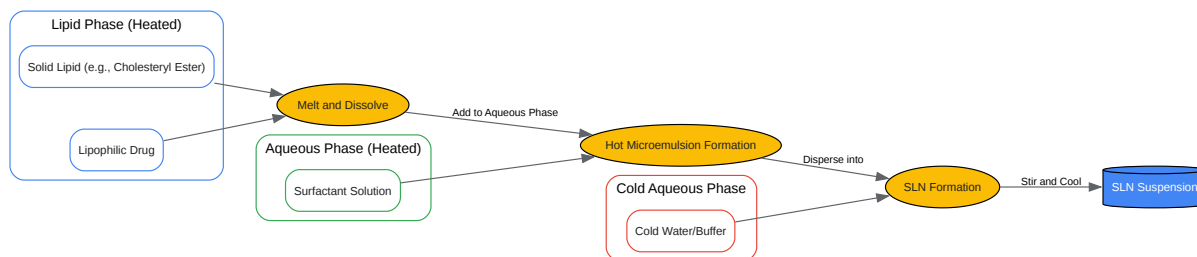 Lipid Phase (Heated)
Solid Lipid (e.g., Cholesteryl Ester)
Lipophilic Drug
Melt and Dissolve
Add to Aqueous Phase
Aqueous Phase (Heated)
Surfactant Solution
Hot Microemulsion Formation
Disperse into
Cold Aqueous Phase
Cold Water/Buffer
SLN Formation
Stir and Cool
SLN Suspension